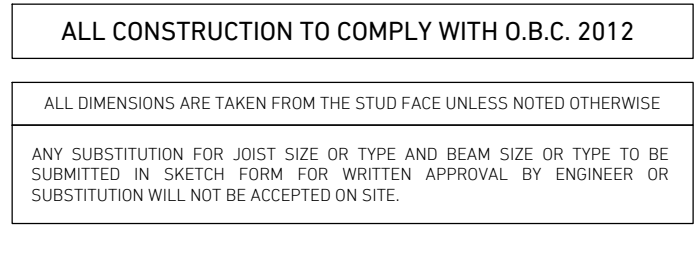 ALL CONSTRUCTION TO COMPLY WITH O.B.C. 2012
ALL DIMENSIONS ARE TAKEN FROM THE STUD FACE UNLESS NOTED OTHERWISE
ANY SUBSTITUTION FOR JOIST SIZE OR TYPE AND BEAM SIZE OR TYPE TO BE
SUBMITTED IN SKETCH FORM FOR WRITTEN APPROVAL BY ENGINEER OR
SUBSTITUTION WILL NOT BE ACCEPTED ON SITE.